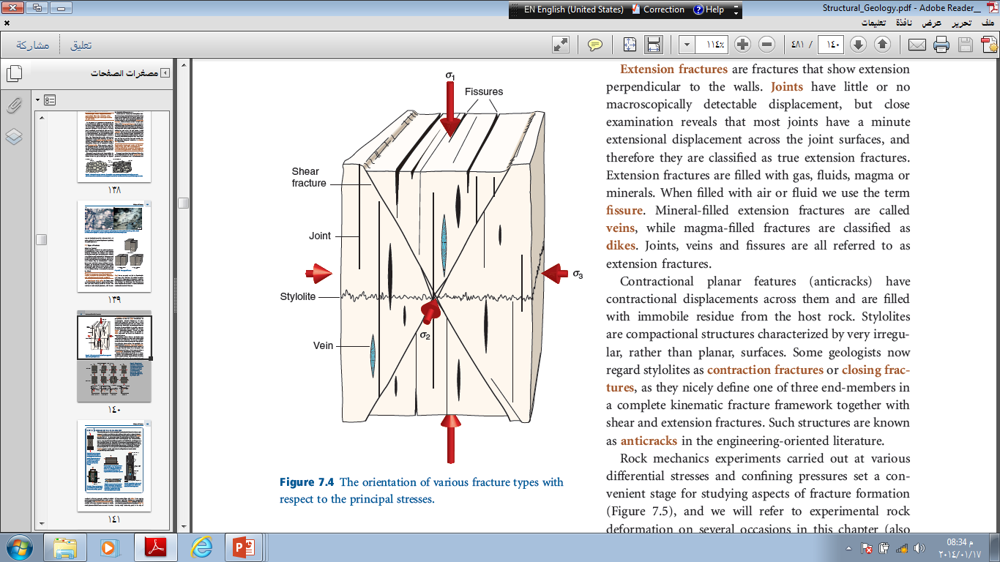 EN English (United States) Correction Help
Structural_Geology.pdf - Adobe Reader
ملف تحرير عرض نافذة تعليمات
تعليق مشاركة
١١٤٪
٤٨١ / ١٤٠
مصغرات الصفحات
١٣٨
١٣٩
١٤٠
١٤١
σ1
Fissures
Shear
fracture
Joint
σ3
Stylolite
σ2
Vein
Figure 7.4 The orientation of various fracture types with
respect to the principal stresses.
Extension fractures are fractures that show extension
perpendicular to the walls. Joints have little or no
macroscopically detectable displacement, but close
examination reveals that most joints have a minute
extensional displacement across the joint surfaces, and
therefore they are classified as true extension fractures.
Extension fractures are filled with gas, fluids, magma or
minerals. When filled with air or fluid we use the term
fissure. Mineral-filled extension fractures are called
veins, while magma-filled fractures are classified as
dikes. Joints, veins and fissures are all referred to as
extension fractures.
Contractional planar features (anticracks) have
contractional displacements across them and are filled
with immobile residue from the host rock. Stylolites
are compactional structures characterized by very irregu-
lar, rather than planar, surfaces. Some geologists now
regard stylolites as contraction fractures or closing frac-
tures, as they nicely define one of three end-members in
a complete kinematic fracture framework together with
shear and extension fractures. Such structures are known
as anticracks in the engineering-oriented literature.
Rock mechanics experiments carried out at various
differential stresses and confining pressures set a con-
venient stage for studying aspects of fracture formation
(Figure 7.5), and we will refer to experimental rock
deformation on several occasions in this chapter (also
08:34 م
٢٠١٤/٠١/١٧